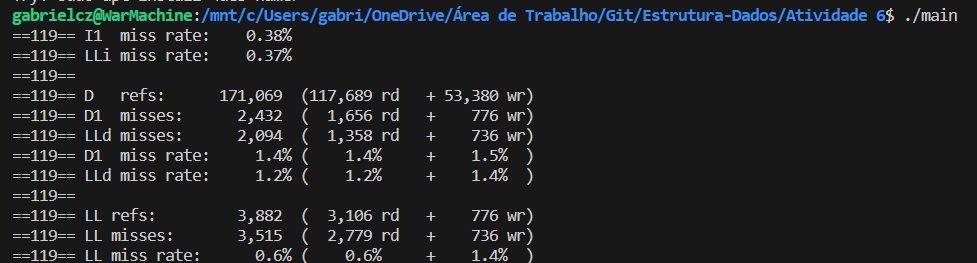 gabrielcz@WarMachine:/mnt/c/Users/gabri/OneDrive/Área de Trabalho/Git/Estrutura-Dados/Atividade 6$ ./main
==119== I1  miss rate:    0.38%
==119== LLi miss rate:    0.37%
==119==
==119== D   refs:      171,069  (117,689 rd   + 53,380 wr)
==119== D1  misses:      2,432  (  1,656 rd   +    776 wr)
==119== LLd misses:      2,094  (  1,358 rd   +    736 wr)
==119== D1  miss rate:     1.4% (    1.4%     +    1.5%  )
==119== LLd miss rate:     1.2% (    1.2%     +    1.4%  )
==119==
==119== LL refs:         3,882  (  3,106 rd   +    776 wr)
==119== LL misses:       3,515  (  2,779 rd   +    736 wr)
==119== LL miss rate:      0.6% (    0.6%     +    1.4%  )